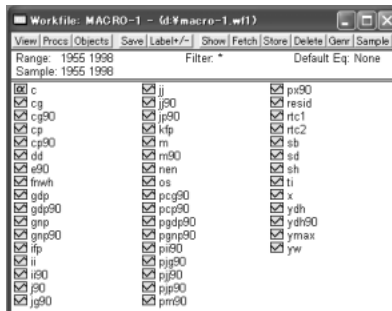 Workfile: MACRO-1 - (d:¥macro-1.wf1)
View Procs Objects Save Label+/- Show Fetch Store Delete Genr Sample
Range: 1955 1998 Filter: * Default Eq: None
Sample: 1955 1998
c
cg
cg90
cp
cp90
dd
e90
fnwh
gdp
gdp90
gnp
gnp90
ifp
ii
ii90
j90
jg90
jj
jj90
jp90
kfp
m
m90
nen
os
pcg90
pcp90
pgdp90
pgnp90
pii90
pjg90
pjj90
pjp90
pm90
px90
resid
rtc1
rtc2
sb
sd
sh
ti
x
ydh
ydh90
ymax
yw